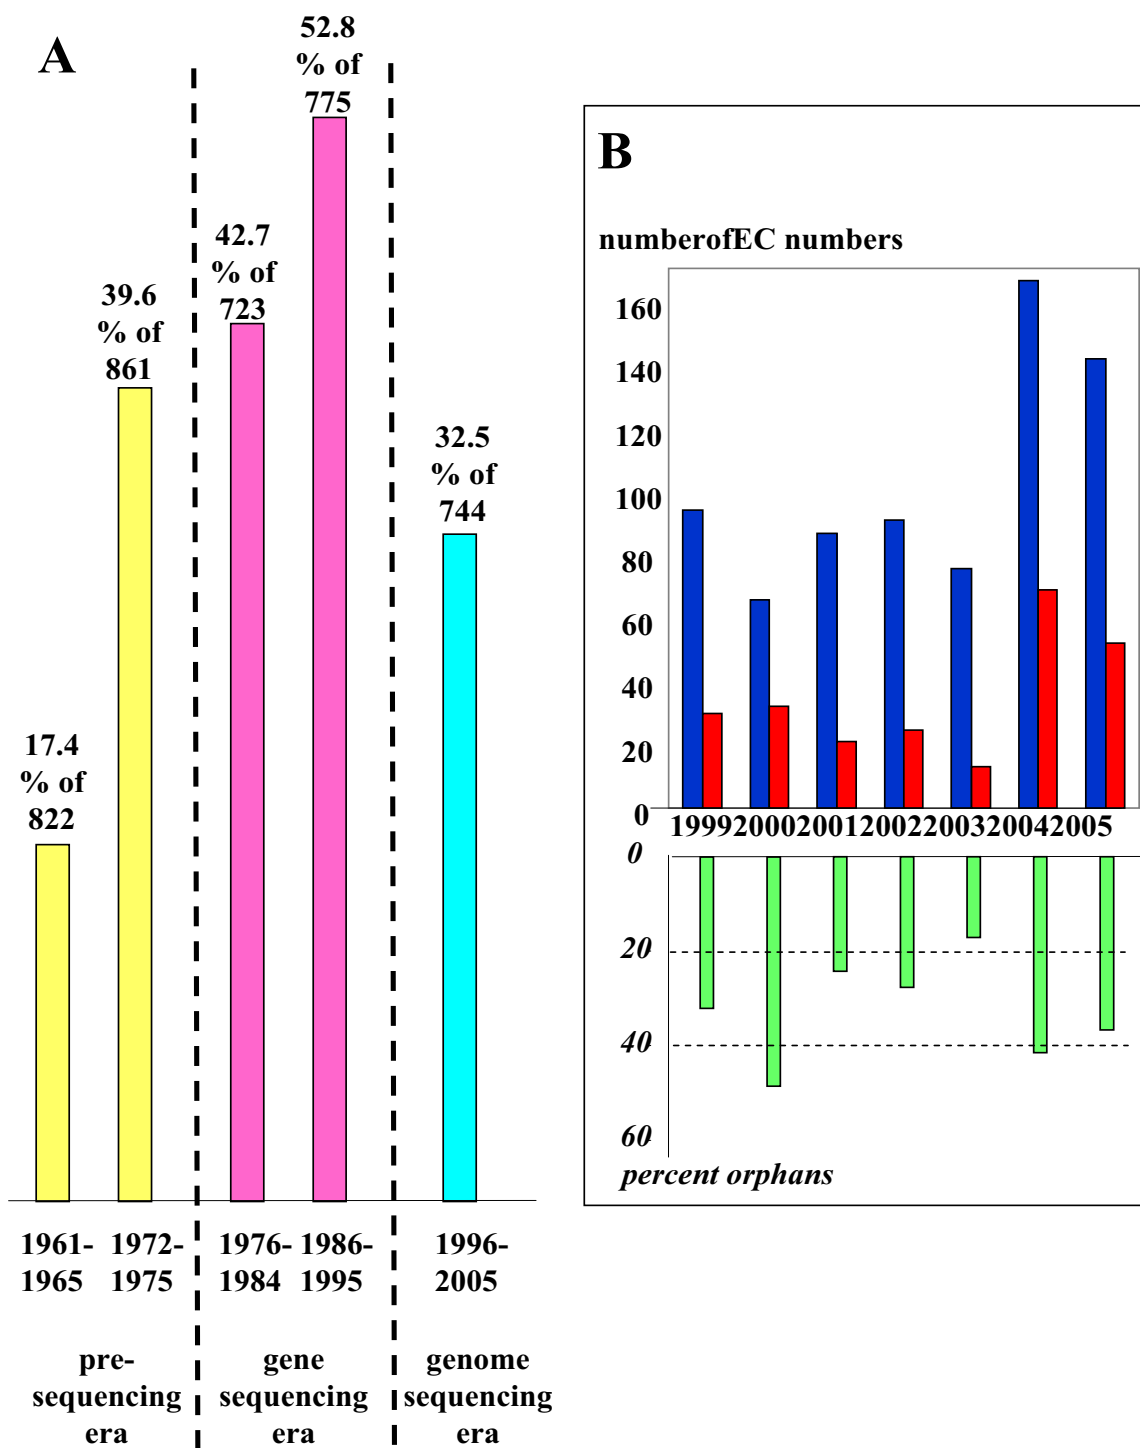 A
17.4
% of
822
39.6
% of
861
42.7
% of
723
52.8
% of
775
32.5
% of
744
1961-
1965
1972-
1975
1976-
1984
1986-
1995
1996-
2005
pre-
sequencing
era
gene
sequencing
era
genome
sequencing
era
B
numberofEC numbers
160
140
120
100
80
60
40
20
0
1999200020012002200320042005
0
20
40
60
percent orphans